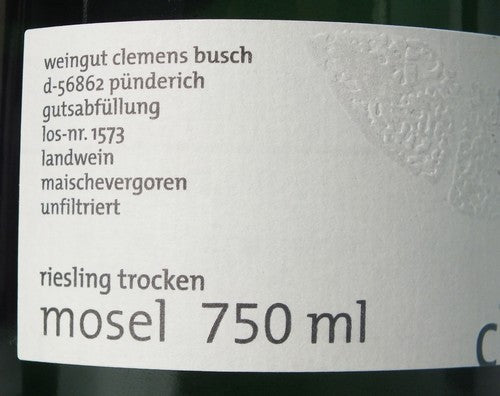 weingut clemens busch
d-56862 pünderich
gutsabfüllung
los-nr. 1573
landwein
maischevergoren
unfiltriert
riesling trocken
mosel 750 ml